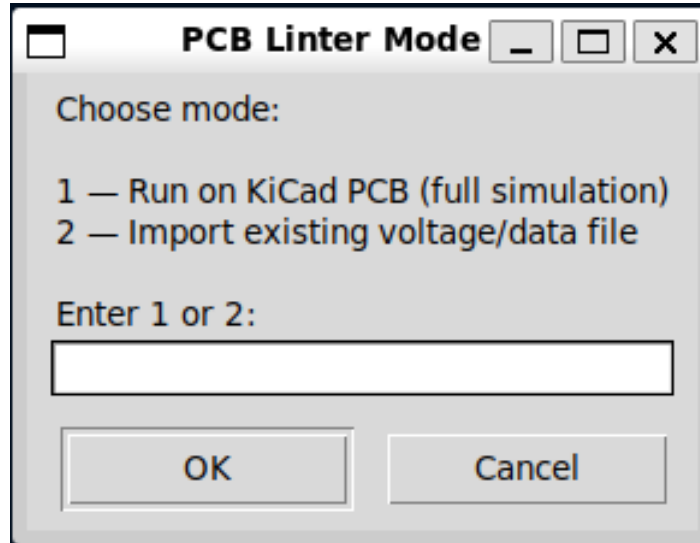 PCB Linter Mode
Choose mode:
1 — Run on KiCad PCB (full simulation)
2 — Import existing voltage/data file
Enter 1 or 2:
OK
Cancel